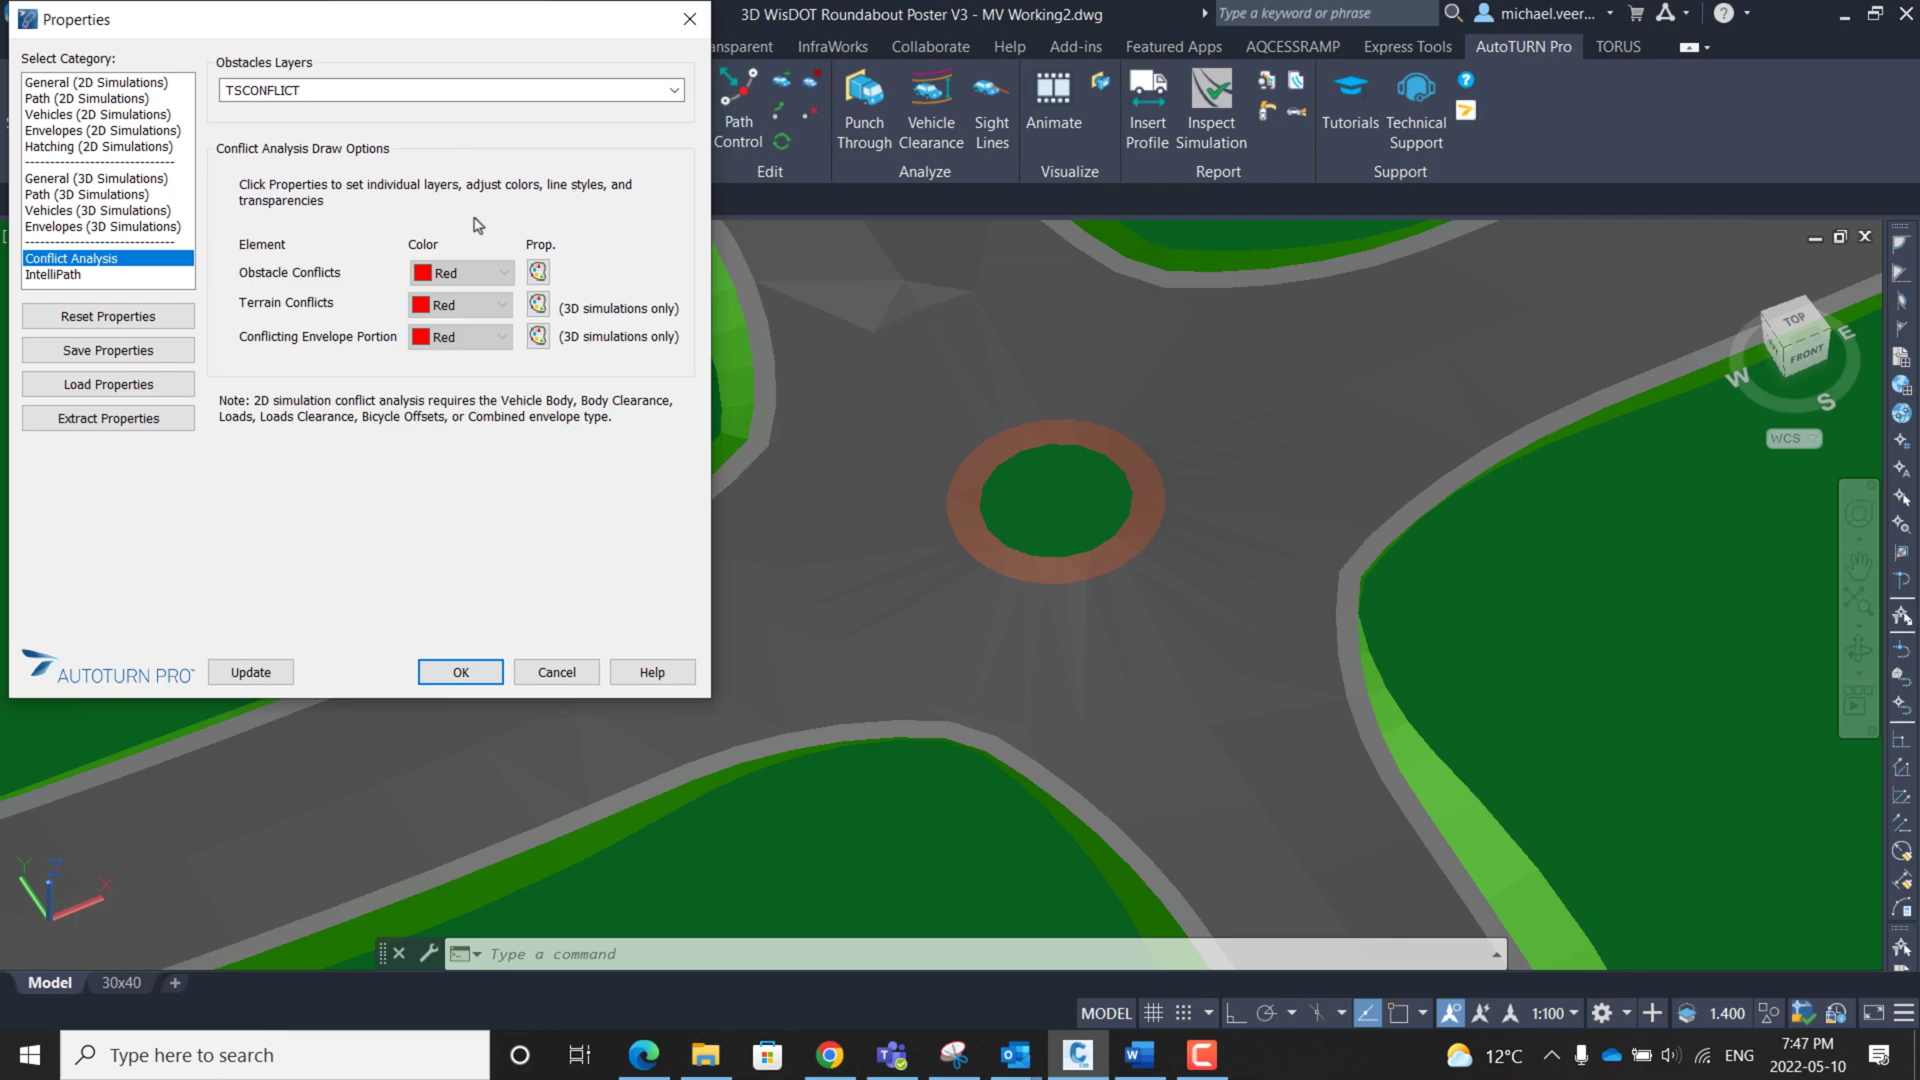 Properties
3D WisDOT Roundabout Poster V3 - MV Working2.dwg
Type a keyword or phrase
michael.veer...
Transparent InfraWorks Collaborate Help Add-ins Featured Apps AQCESSRAMP Express Tools AutoTURN Pro TORUS
Select Category:
General (2D Simulations)
Path (2D Simulations)
Vehicles (2D Simulations)
Envelopes (2D Simulations)
Hatching (2D Simulations)
------------------------------
General (3D Simulations)
Path (3D Simulations)
Vehicles (3D Simulations)
Envelopes (3D Simulations)
------------------------------
Conflict Analysis
IntelliPath
Reset Properties
Save Properties
Load Properties
Extract Properties
Obstacles Layers
TSCONFLICT
Conflict Analysis Draw Options
Click Properties to set individual layers, adjust colors, line styles, and
transparencies
Element Color Prop.
Obstacle Conflicts Red
Terrain Conflicts Red (3D simulations only)
Conflicting Envelope Portion Red (3D simulations only)
Note: 2D simulation conflict analysis requires the Vehicle Body, Body Clearance,
Loads, Loads Clearance, Bicycle Offsets, or Combined envelope type.
AUTOTURN PRO
Update
OK
Cancel
Help
Path
Control
Edit
Punch
Through
Vehicle
Clearance
Sight
Lines
Analyze
Animate
Visualize
Insert
Profile
Inspect
Simulation
Report
Tutorials
Technical
Support
Support
TOP
FRONT
W
E
S
WCS
Y
Z
X
Type a command
Model 30x40 +
MODEL 1:100 1.400
Type here to search
12°C
ENG
7:47 PM
2022-05-10